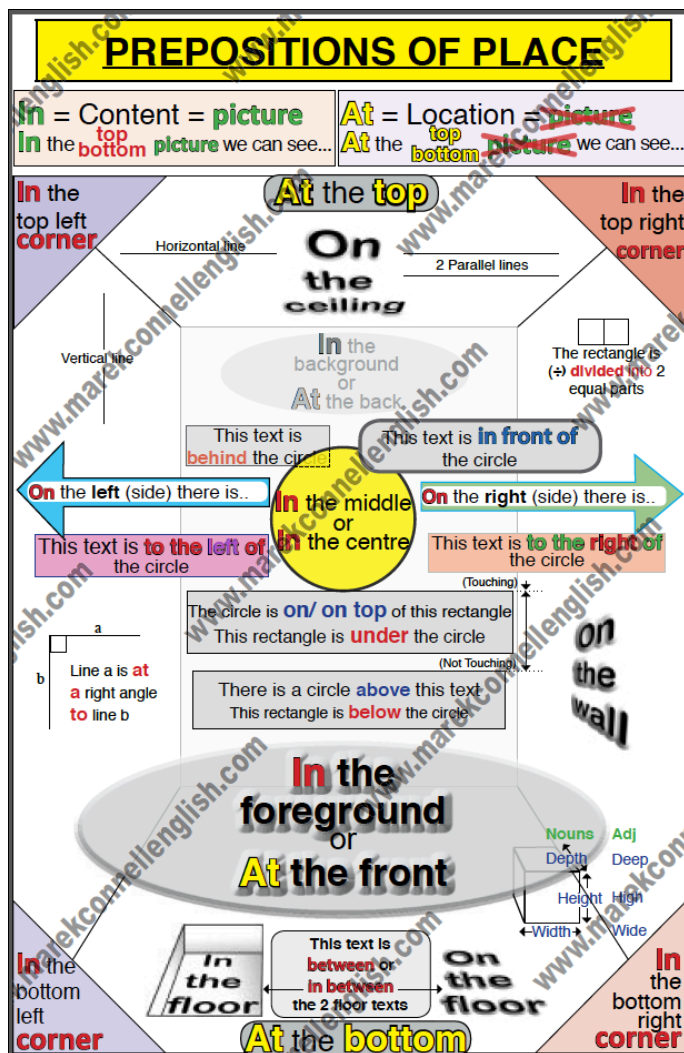 PREPOSITIONS OF PLACE
In = Content = picture
In the top bottom picture we can see...
At = Location = picture
At the top bottom picture we can see...
In the
top left
corner
At the top
In the
top right
corner
Horizontal line
On
the
ceiling
2 Parallel lines
Vertical line
In the
background
or
At the back
The rectangle is
(÷) divided into 2
equal parts
This text is
behind the circle
This text is in front of
the circle
On the left (side) there is..
In the middle
or
In the centre
On the right (side) there is..
This text is to the left of
the circle
This text is to the right of
the circle
(Touching)
The circle is on/ on top of this rectangle
This rectangle is under the circle
(Not Touching)
There is a circle above this text
This rectangle is below the circle
a
b
Line a is at
a right angle
to line b
on
the
wall
In the
foreground
or
At the front
Nouns Adj
Depth Deep
Height High
Width Wide
In
the
floor
This text is
between or
in between
the 2 floor texts
On
the
floor
In the
bottom
left
corner
At the bottom
In
the
bottom
right
corner
www.marekconnellenglish.com